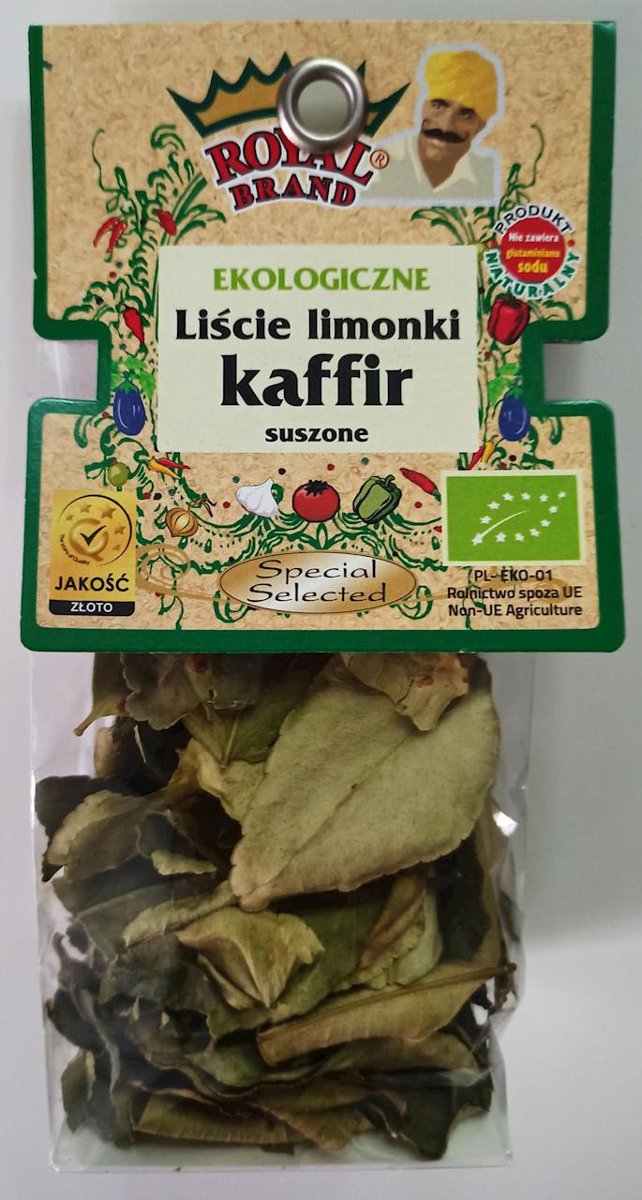 ROYAL®
BRAND
PRODUKT
Nie zawiera
glutaminianu
sodu
NATURALNY
EKOLOGICZNE
Liście limonki
kaffir
suszone
JAKOŚĆ
ZŁOTO
Special
Selected
PL-EKO-01
Rolnictwo spoza UE
Non-UE Agriculture